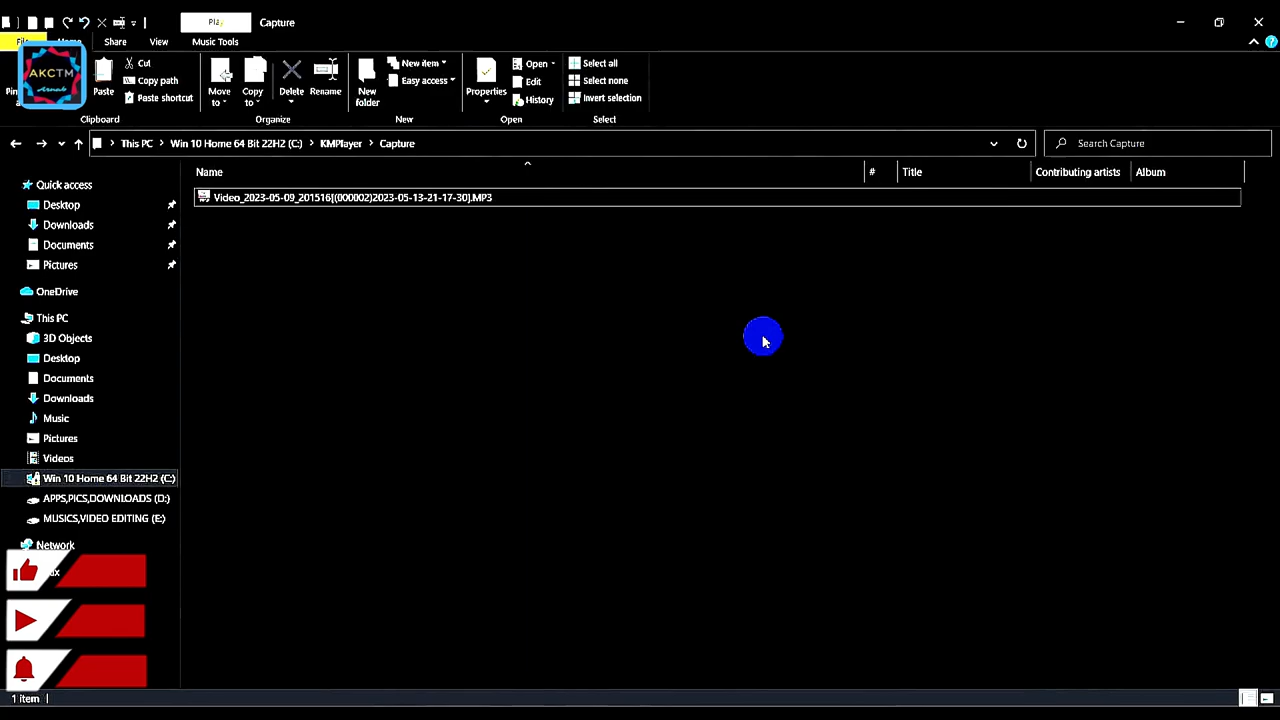 Play
Capture
File
Home
Share
View
Music Tools
AKCTM
Arnab
Paste
Cut
Copy path
Paste shortcut
Clipboard
Move to
Copy to
Delete
Rename
Organize
New folder
New item
Easy access
New
Properties
Open
Edit
History
Open
Select all
Select none
Invert selection
Select
This PC
Win 10 Home 64 Bit 22H2 (C:)
KMPlayer
Capture
Search Capture
Name
#
Title
Contributing artists
Album
Video_2023-05-09_201516[(000002)2023-05-13-21-17-30].MP3
Quick access
Desktop
Downloads
Documents
Pictures
OneDrive
This PC
3D Objects
Desktop
Documents
Downloads
Music
Pictures
Videos
Win 10 Home 64 Bit 22H2 (C:)
APPS,PICS,DOWNLOADS (D:)
MUSICS,VIDEO EDITING (E:)
Network
1 item